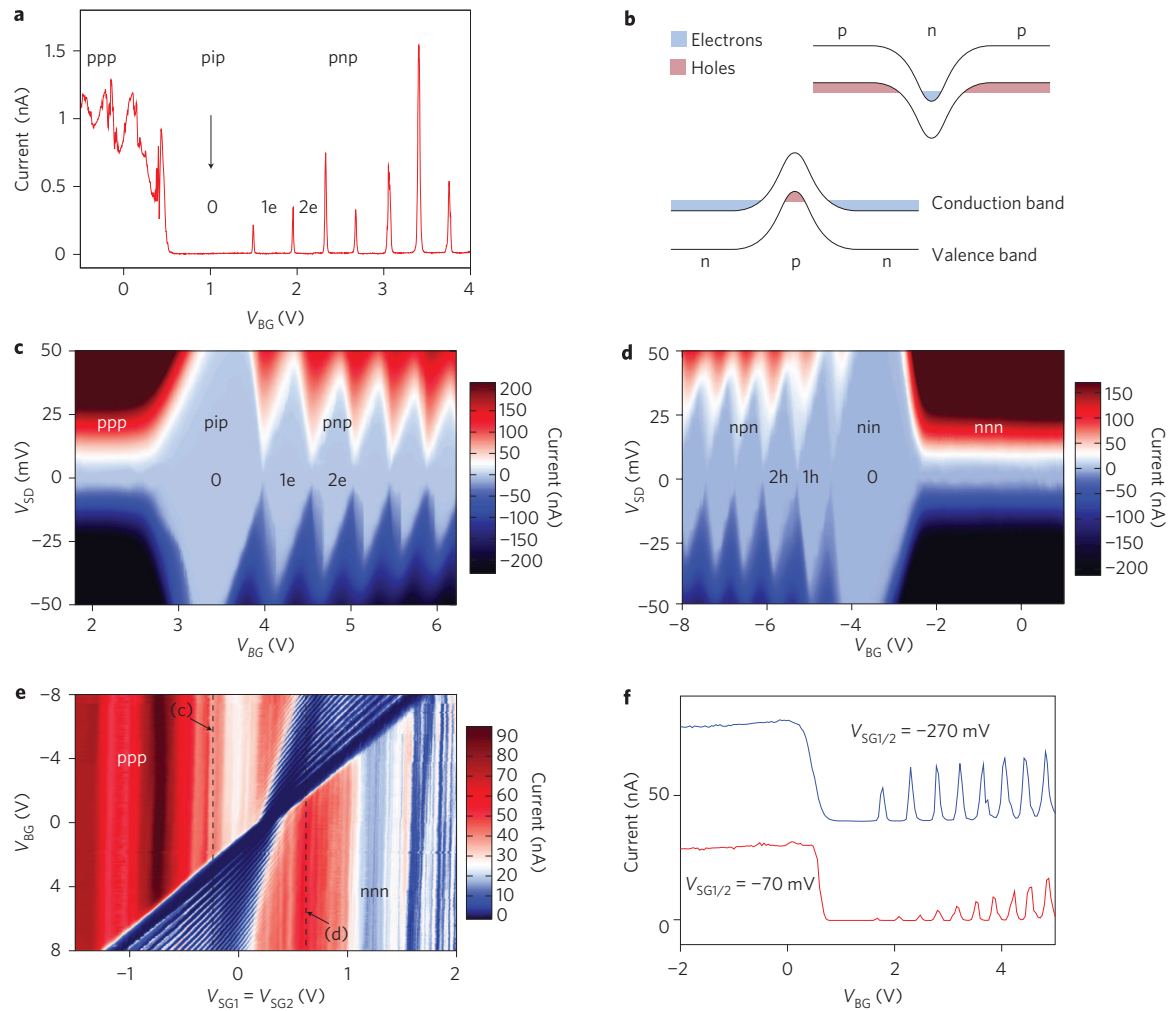 a
Current (nA)
1.5
1
0.5
0
ppp
pip
pnp
0
1e
2e
0
1
2
3
4
V_BG (V)
b
Electrons
Holes
p
n
p
Conduction band
Valence band
n
p
n
c
V_SD (mV)
50
25
0
−25
−50
ppp
pip
pnp
0
1e
2e
2
3
4
5
6
V_BG (V)
200
150
100
50
0
−50
−100
−150
−200
Current (nA)
d
V_SD (mV)
50
25
0
−25
−50
npn
nin
nnn
2h
1h
0
−8
−6
−4
−2
0
V_BG (V)
150
100
50
0
−50
−100
−150
−200
Current (nA)
e
V_BG (V)
−8
−4
0
4
8
(c)
ppp
nnn
(d)
−1
0
1
2
V_SG1 = V_SG2 (V)
90
80
70
60
50
40
30
20
10
0
Current (nA)
f
Current (nA)
50
0
V_SG1/2 = −270 mV
V_SG1/2 = −70 mV
−2
0
2
4
V_BG (V)